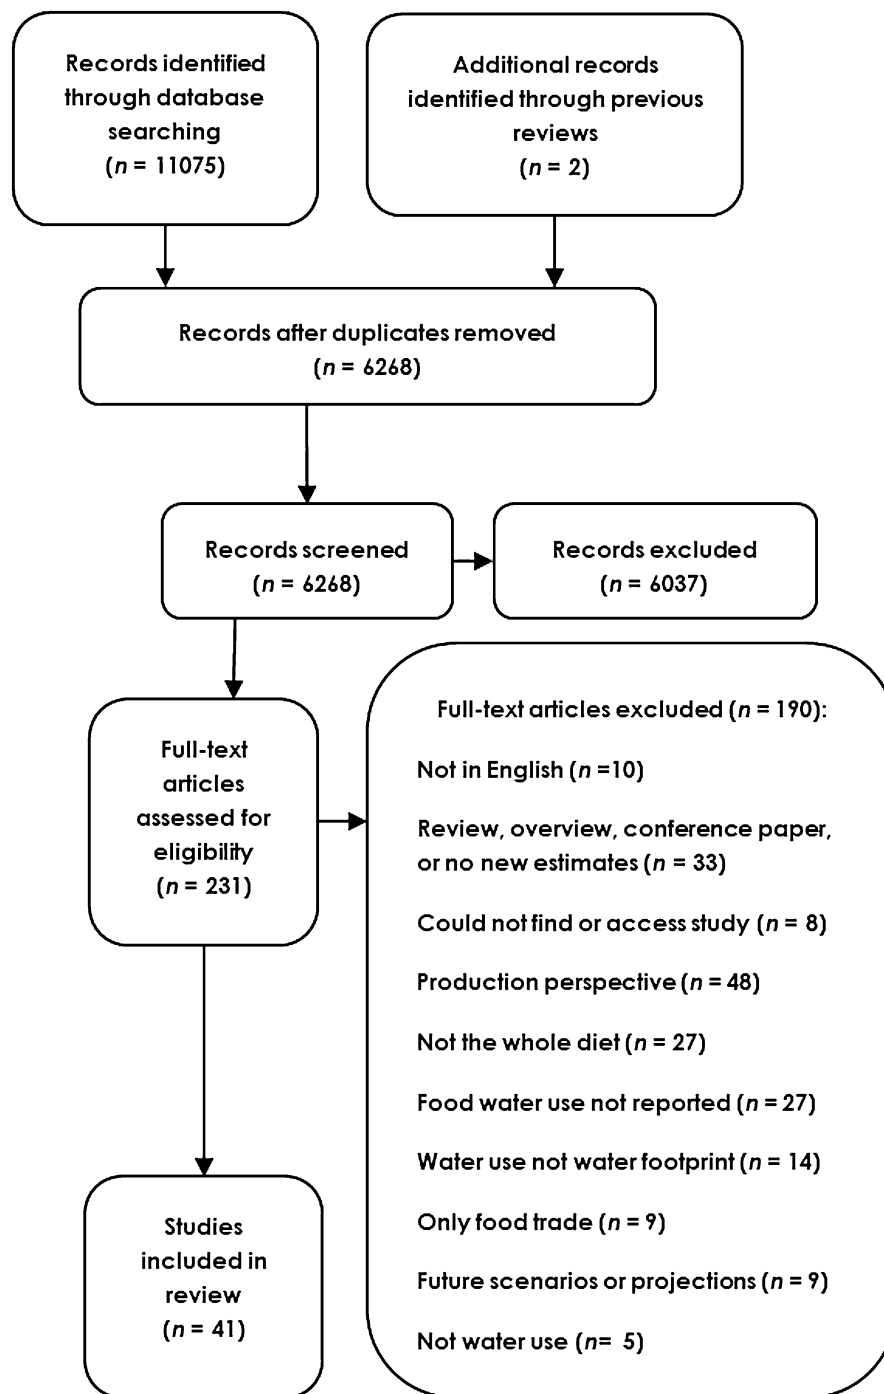 Records identified
through database
searching
(n = 11075)
Additional records
identified through previous
reviews
(n = 2)
Records after duplicates removed
(n = 6268)
Records screened
(n = 6268)
Records excluded
(n = 6037)
Full-text
articles
assessed for
eligibility
(n = 231)
Full-text articles excluded (n = 190):
Not in English (n =10)
Review, overview, conference paper,
or no new estimates (n = 33)
Could not find or access study (n = 8)
Production perspective (n = 48)
Not the whole diet (n = 27)
Food water use not reported (n = 27)
Water use not water footprint (n = 14)
Only food trade (n = 9)
Future scenarios or projections (n = 9)
Not water use (n= 5)
Studies
included in
review
(n = 41)